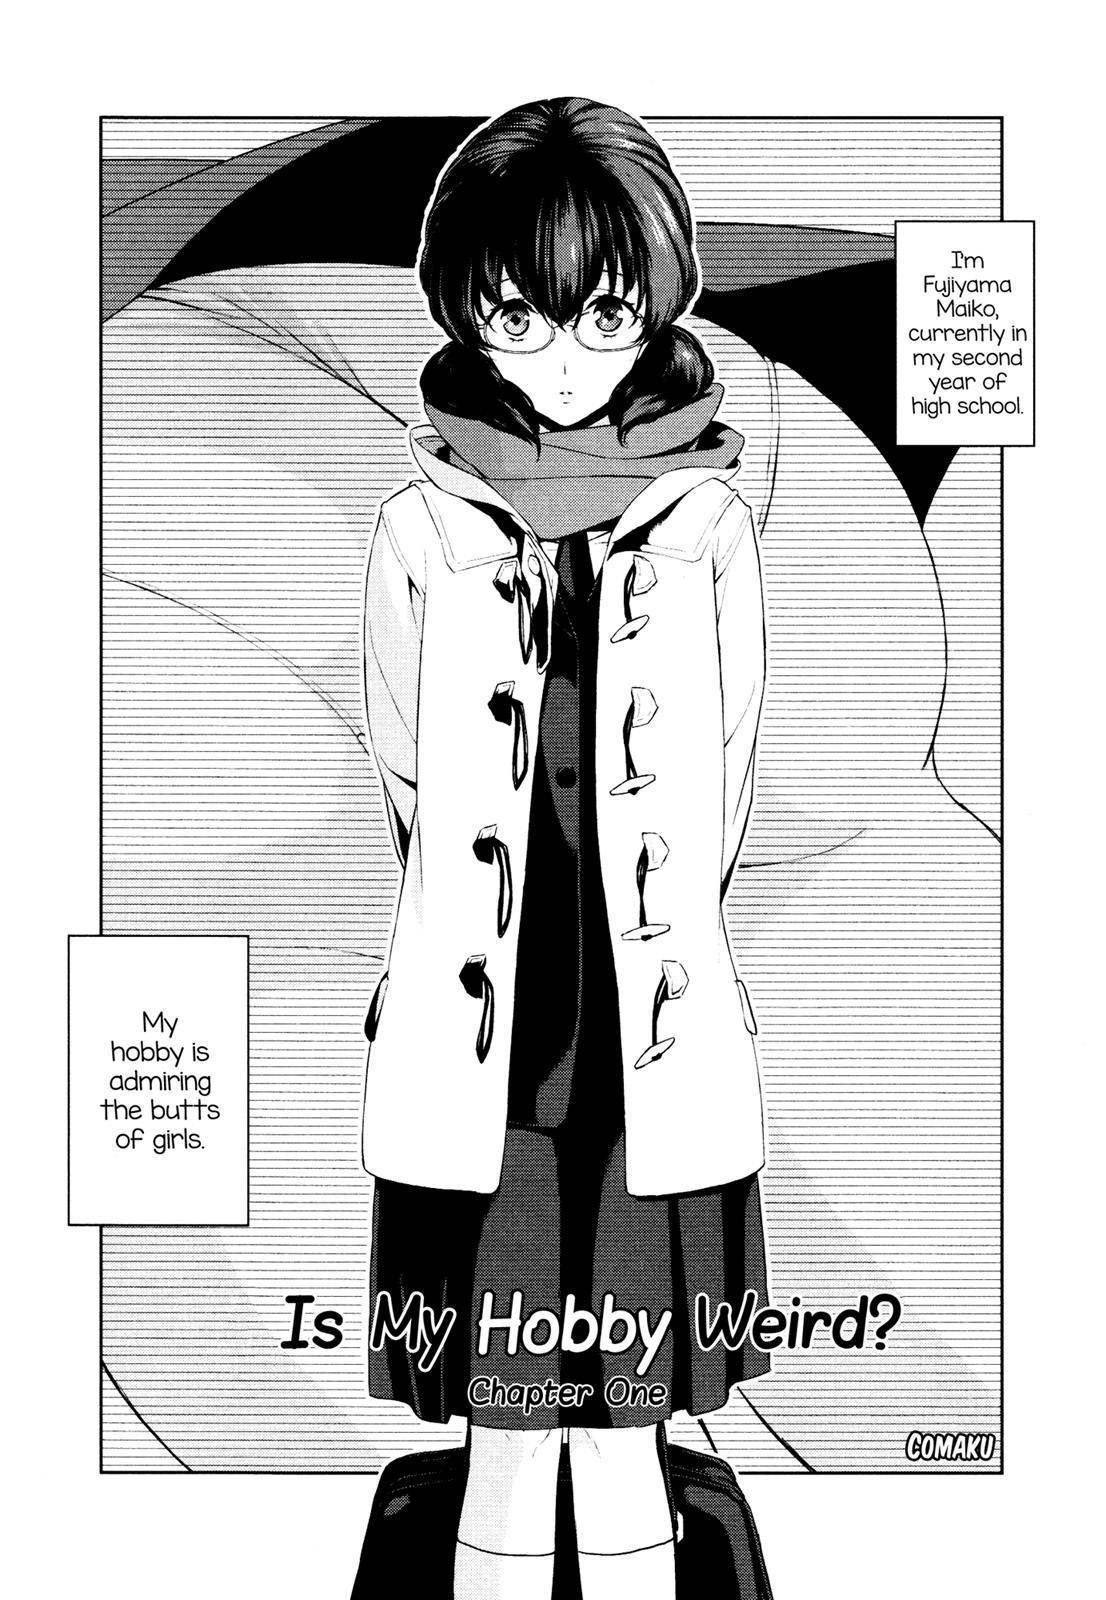 I'm
Fujiyama
Maiko,
currently in
my second
year of
high school.
My
hobby is
admiring
the butts
of girls.
Is My Hobby Weird?
Chapter One
COMAKU